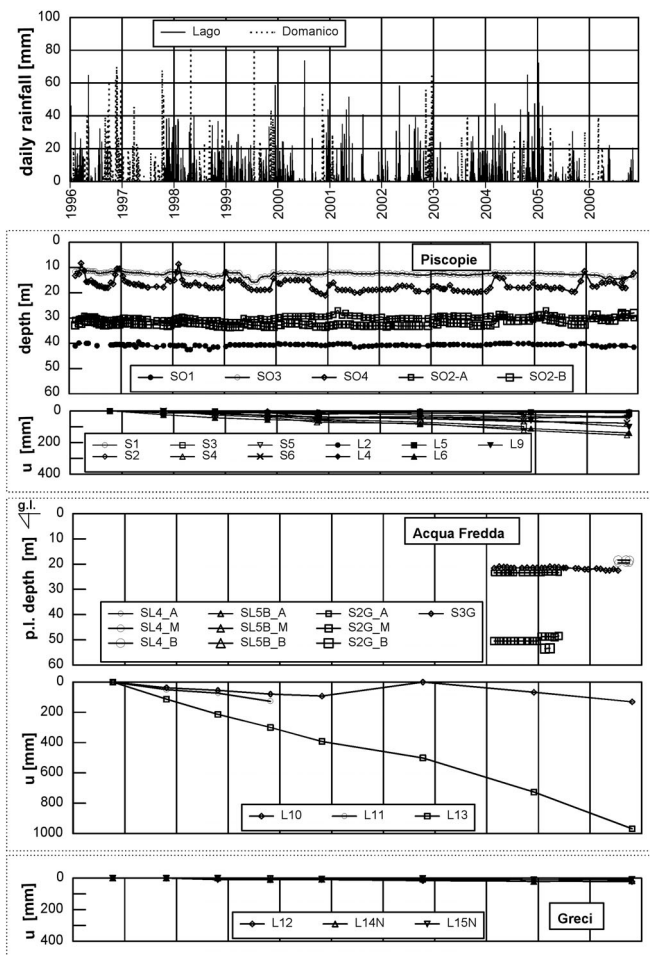 Lago Domanico
daily rainfall [mm]
100
80
60
40
20
0
1996 1997 1998 1999 2000 2001 2002 2003 2004 2005 2006
Piscopie
depth [m]
0
10
20
30
40
50
60
SO1 SO3 SO4 SO2-A SO2-B
u [mm]
0
200
400
S1 S3 S5 L2 L5 L9
S2 S4 S6 L4 L6
g.l.
Acqua Fredda
p.l. depth [m]
0
20
40
50
60
SL4_A SL5B_A S2G_A S3G
SL4_M SL5B_M S2G_M
SL4_B SL5B_B S2G_B
u [mm]
0
200
400
600
800
1000
L10 L11 L13
u [mm]
0
200
400
L12 L14N L15N
Greci